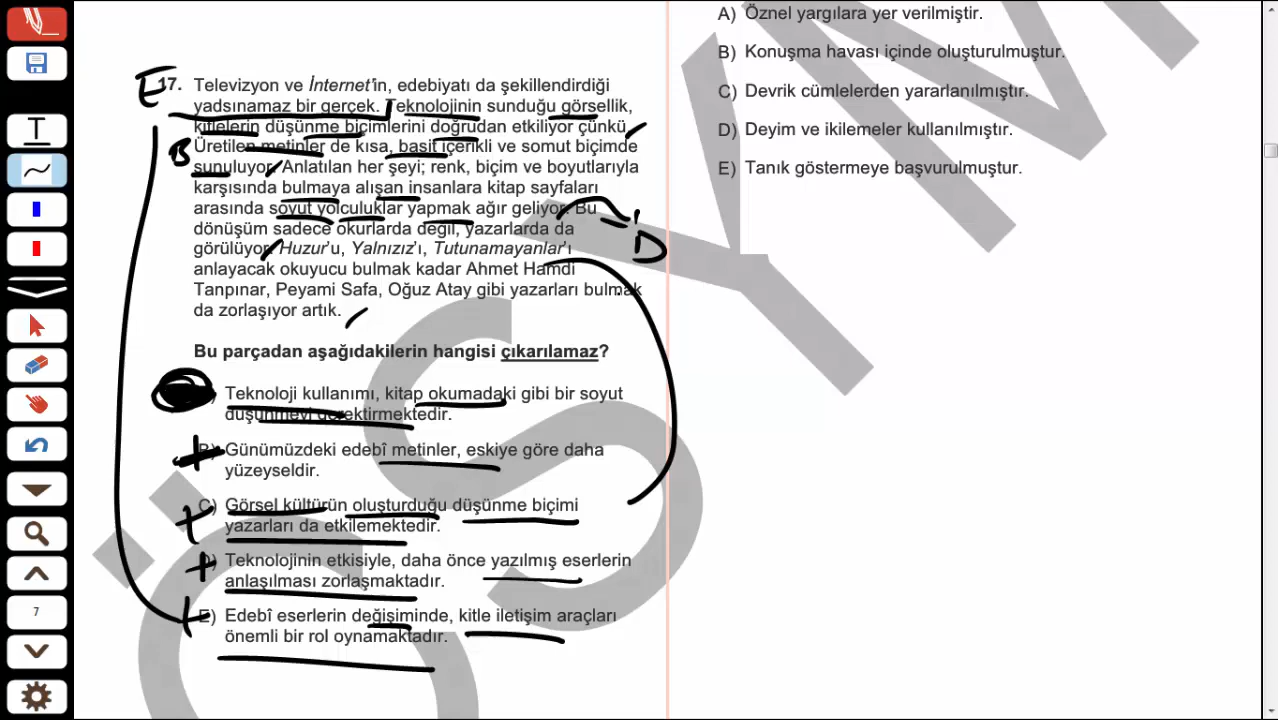 E 17. Televizyon ve İnternet'in, edebiyatı da şekillendirdiği
yadsınamaz bir gerçek. Teknolojinin sunduğu görsellik,
kitlelerin düşünme biçimlerini doğrudan etkiliyor çünkü.
B Üretilen metinler de kısa, basit içerikli ve somut biçimde
sunuluyor. Anlatılan her şeyi; renk, biçim ve boyutlarıyla
karşısında bulmaya alışan insanlara kitap sayfaları
arasında soyut yolculuklar yapmak ağır geliyor. Bu
dönüşüm sadece okurlarda değil, yazarlarda da
D
görülüyor. Huzur'u, Yalnızız'ı, Tutunamayanlar'ı
anlayacak okuyucu bulmak kadar Ahmet Hamdi
Tanpınar, Peyami Safa, Oğuz Atay gibi yazarları bulmak
da zorlaşıyor artık.
Bu parçadan aşağıdakilerin hangisi çıkarılamaz?
Teknoloji kullanımı, kitap okumadaki gibi bir soyut
düşünmeyi gerektirmektedir.
B) Günümüzdeki edebî metinler, eskiye göre daha
yüzeyseldir.
C) Görsel kültürün oluşturduğu düşünme biçimi
yazarları da etkilemektedir.
D) Teknolojinin etkisiyle, daha önce yazılmış eserlerin
anlaşılması zorlaşmaktadır.
E) Edebî eserlerin değişiminde, kitle iletişim araçları
önemli bir rol oynamaktadır.
A) Öznel yargılara yer verilmiştir.
B) Konuşma havası içinde oluşturulmuştur.
C) Devrik cümlelerden yararlanılmıştır.
D) Deyim ve ikilemeler kullanılmıştır.
E) Tanık göstermeye başvurulmuştur.
T
7
ÖSYM